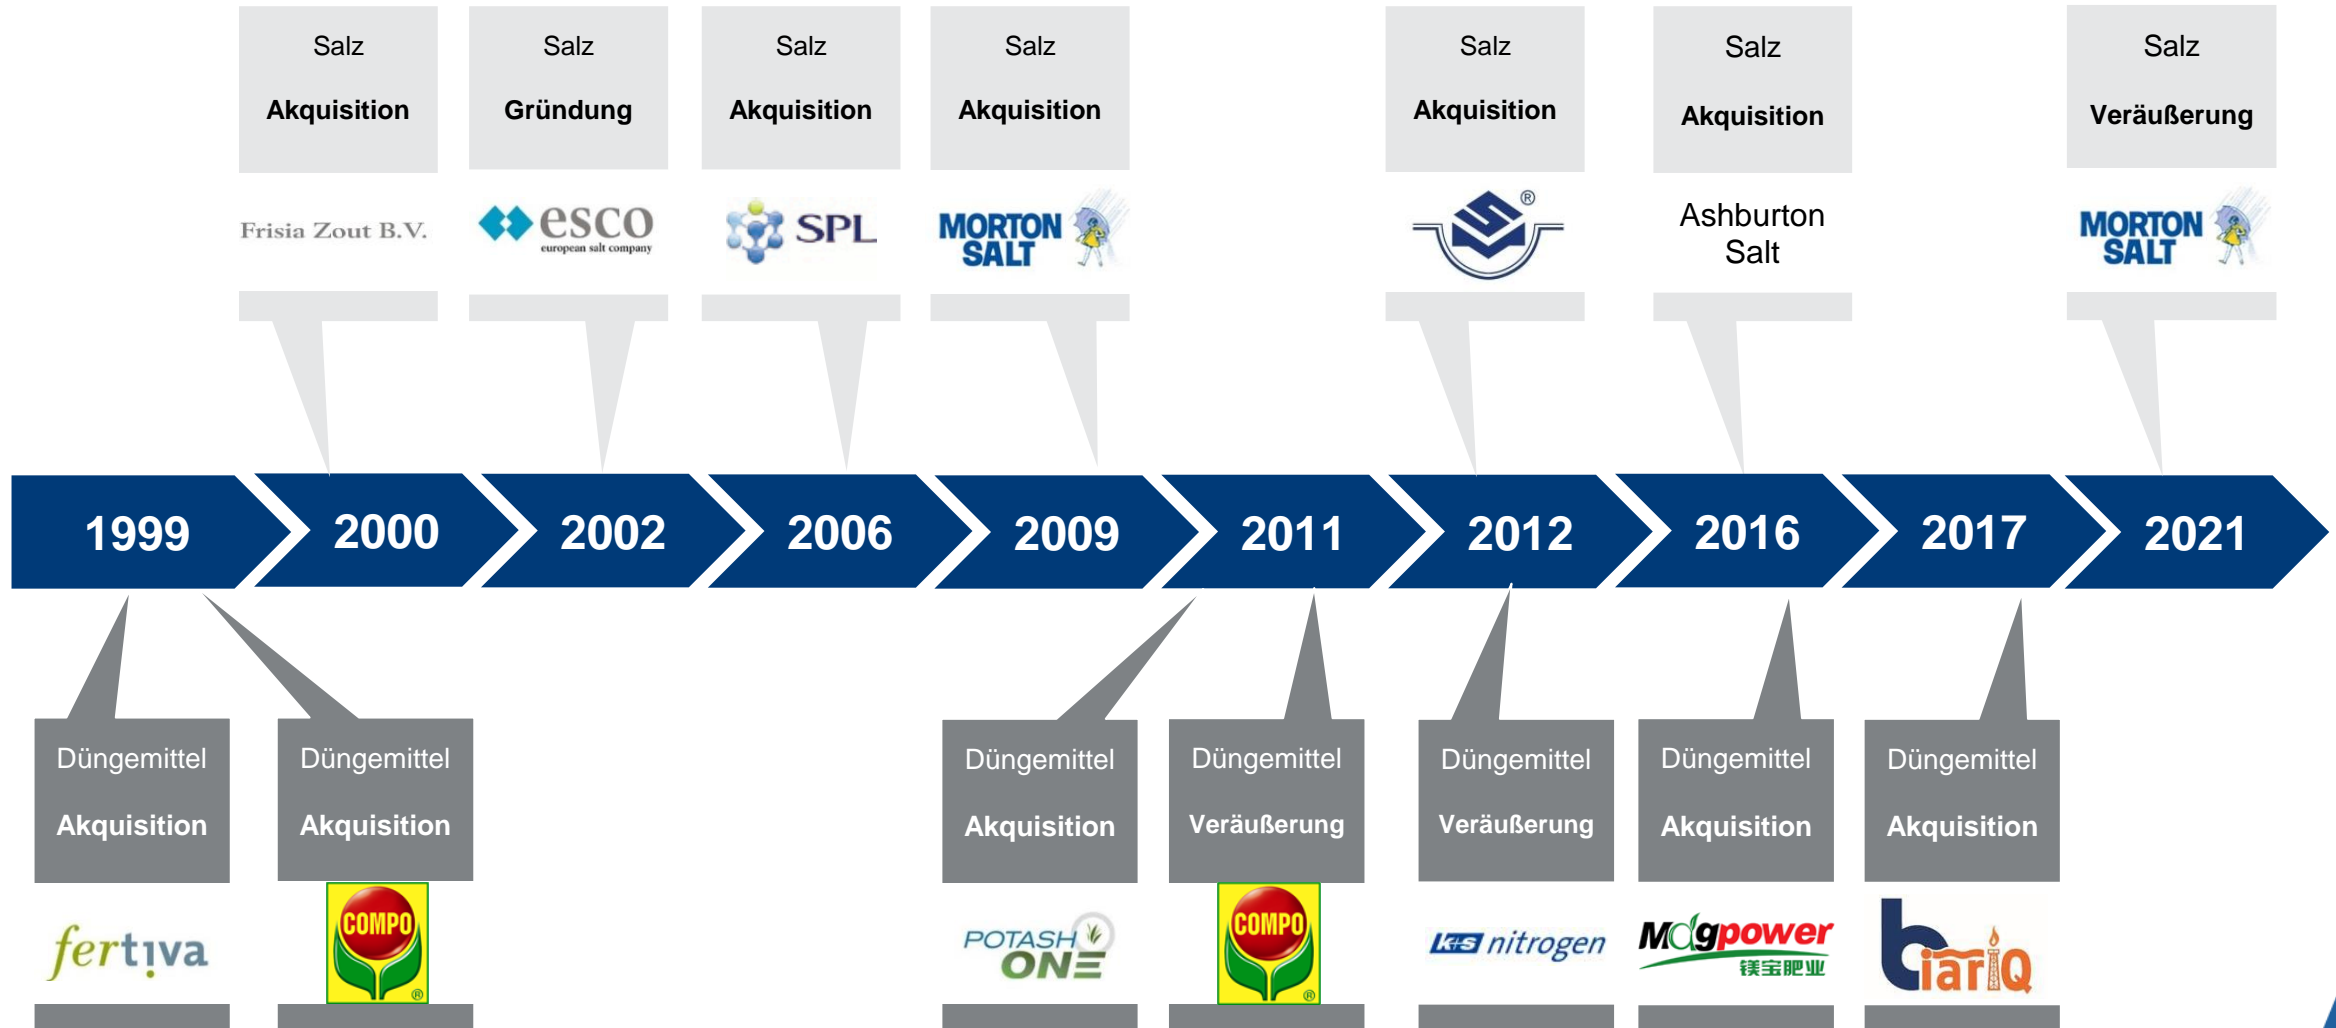 Salz
Akquisition
Frisia Zout B.V.
Salz
Gründung
esco
european salt company
Salz
Akquisition
SPL
Salz
Akquisition
MORTON
SALT
Salz
Akquisition
®
Salz
Akquisition
Ashburton
Salt
Salz
Veräußerung
MORTON
SALT
1999
2000
2002
2006
2009
2011
2012
2016
2017
2021
Düngemittel
Akquisition
fertiva
Düngemittel
Akquisition
COMPO
®
Düngemittel
Akquisition
POTASH
ONE
Düngemittel
Veräußerung
COMPO
®
Düngemittel
Veräußerung
K+S nitrogen
Düngemittel
Akquisition
Magpower
镁宝肥业
Düngemittel
Akquisition
biariQ